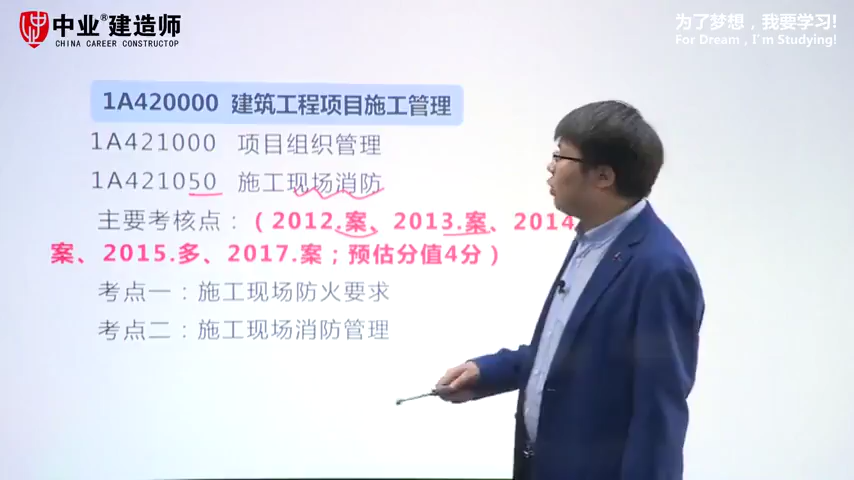 中业®建造师
CHINA CAREER CONSTRUCTOP
为了梦想，我要学习!
For Dream , I'm Studying!
1A420000 建筑工程项目施工管理
1A421000 项目组织管理
1A421050 施工现场消防
主要考核点：（2012.案、2013.案、2014
案、2015.多、2017.案；预估分值4分）
考点一：施工现场防火要求
考点二：施工现场消防管理